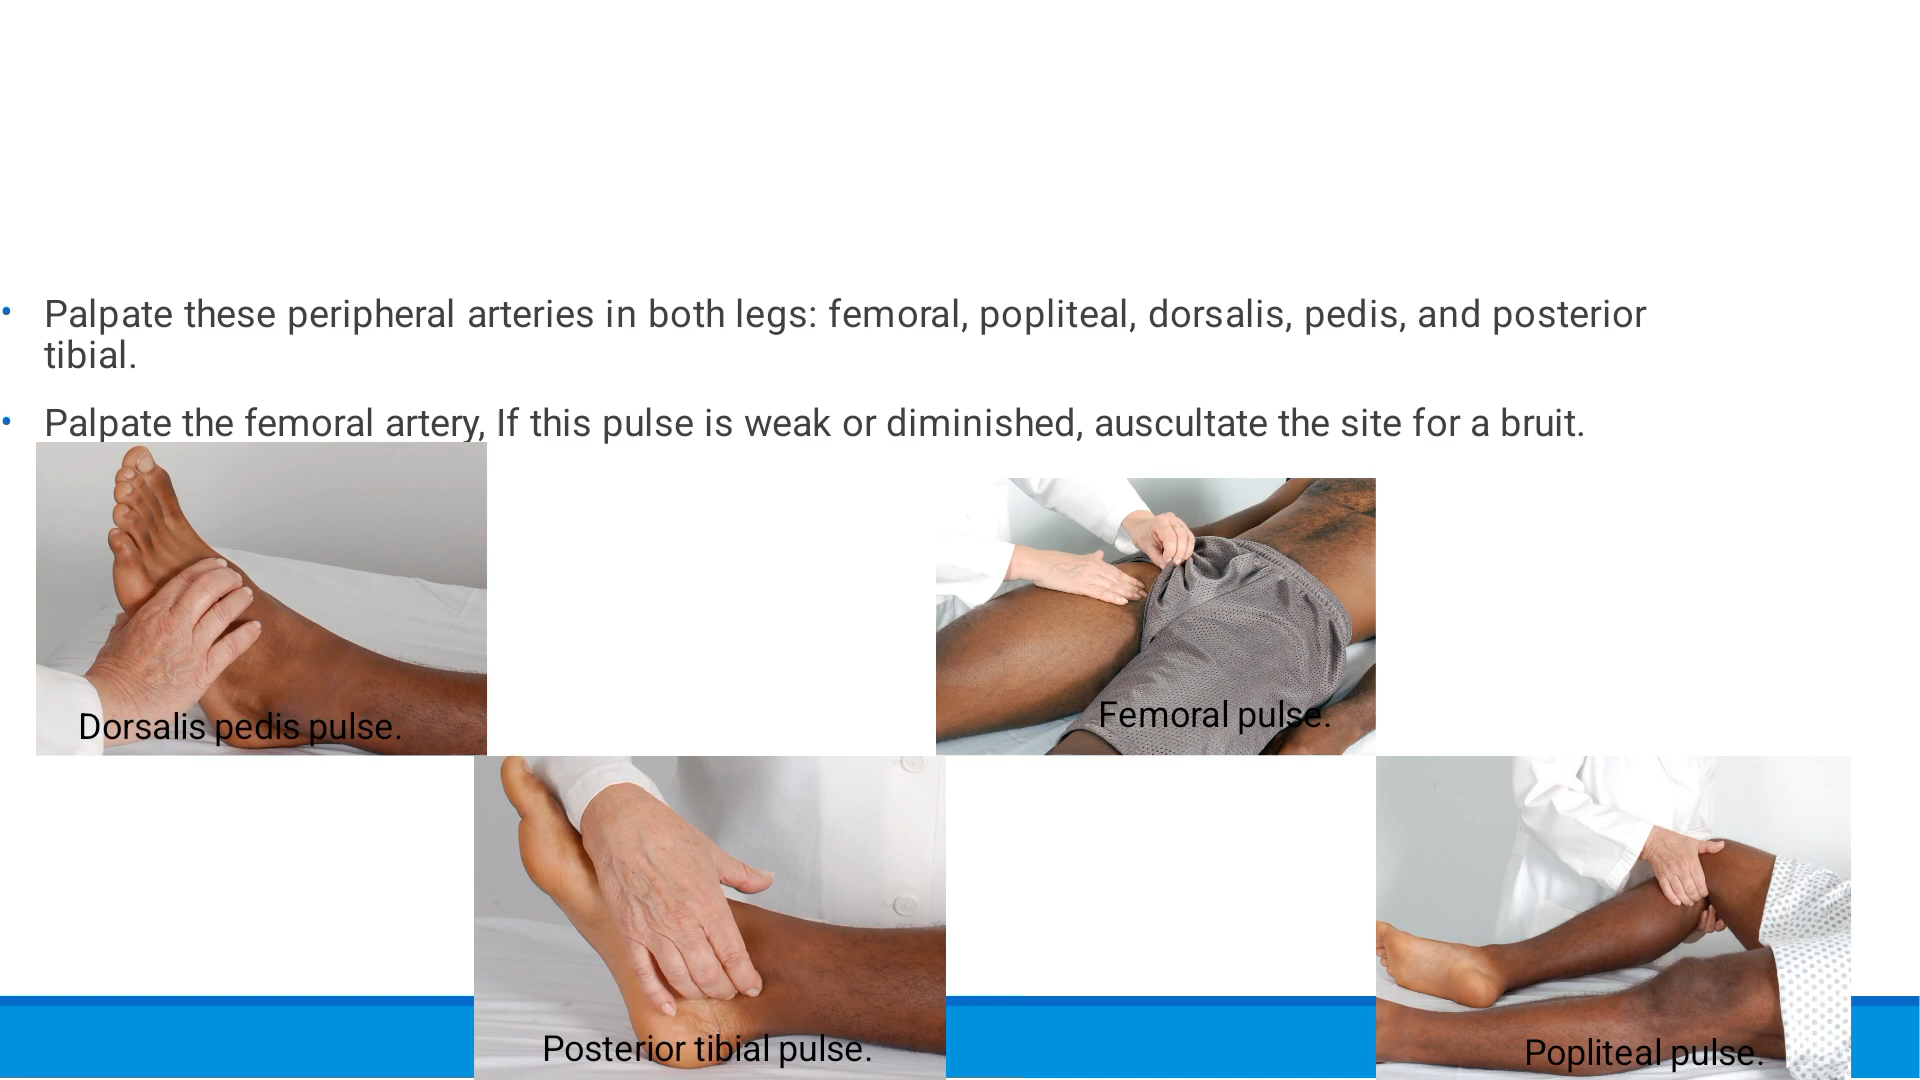 • Palpate these peripheral arteries in both legs: femoral, popliteal, dorsalis, pedis, and posterior
tibial.
• Palpate the femoral artery, If this pulse is weak or diminished, auscultate the site for a bruit.
Dorsalis pedis pulse.
Femoral pulse.
Posterior tibial pulse.
Popliteal pulse.